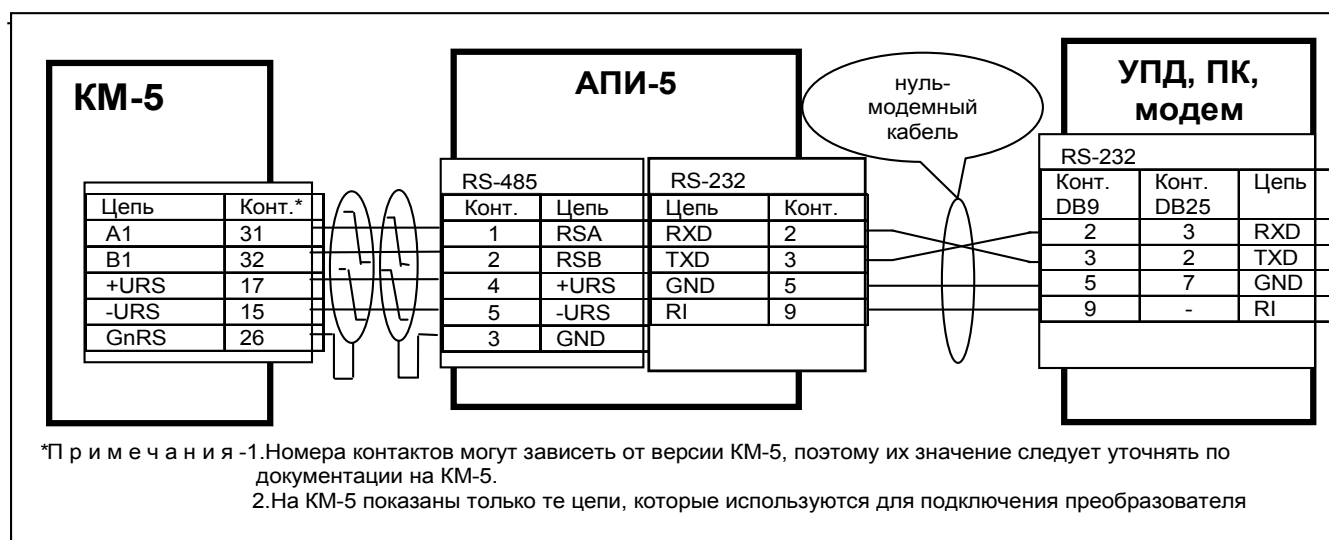 КМ-5
АПИ-5
нуль-
модемный
кабель
УПД, ПК,
модем
Цепь Конт.*
A1 31
B1 32
+URS 17
-URS 15
GnRS 26
RS-485
Конт. Цепь
1 RSA
2 RSB
4 +URS
5 -URS
3 GND
RS-232
Цепь Конт.
RXD 2
TXD 3
GND 5
RI 9
RS-232
Конт. DB9 Конт. DB25 Цепь
2 3 RXD
3 2 TXD
5 7 GND
9 - RI
*П р и м е ч а н и я -1.Номера контактов могут зависеть от версии КМ-5, поэтому их значение следует уточнять по
документации на КМ-5.
2.На КМ-5 показаны только те цепи, которые используются для подключения преобразователя